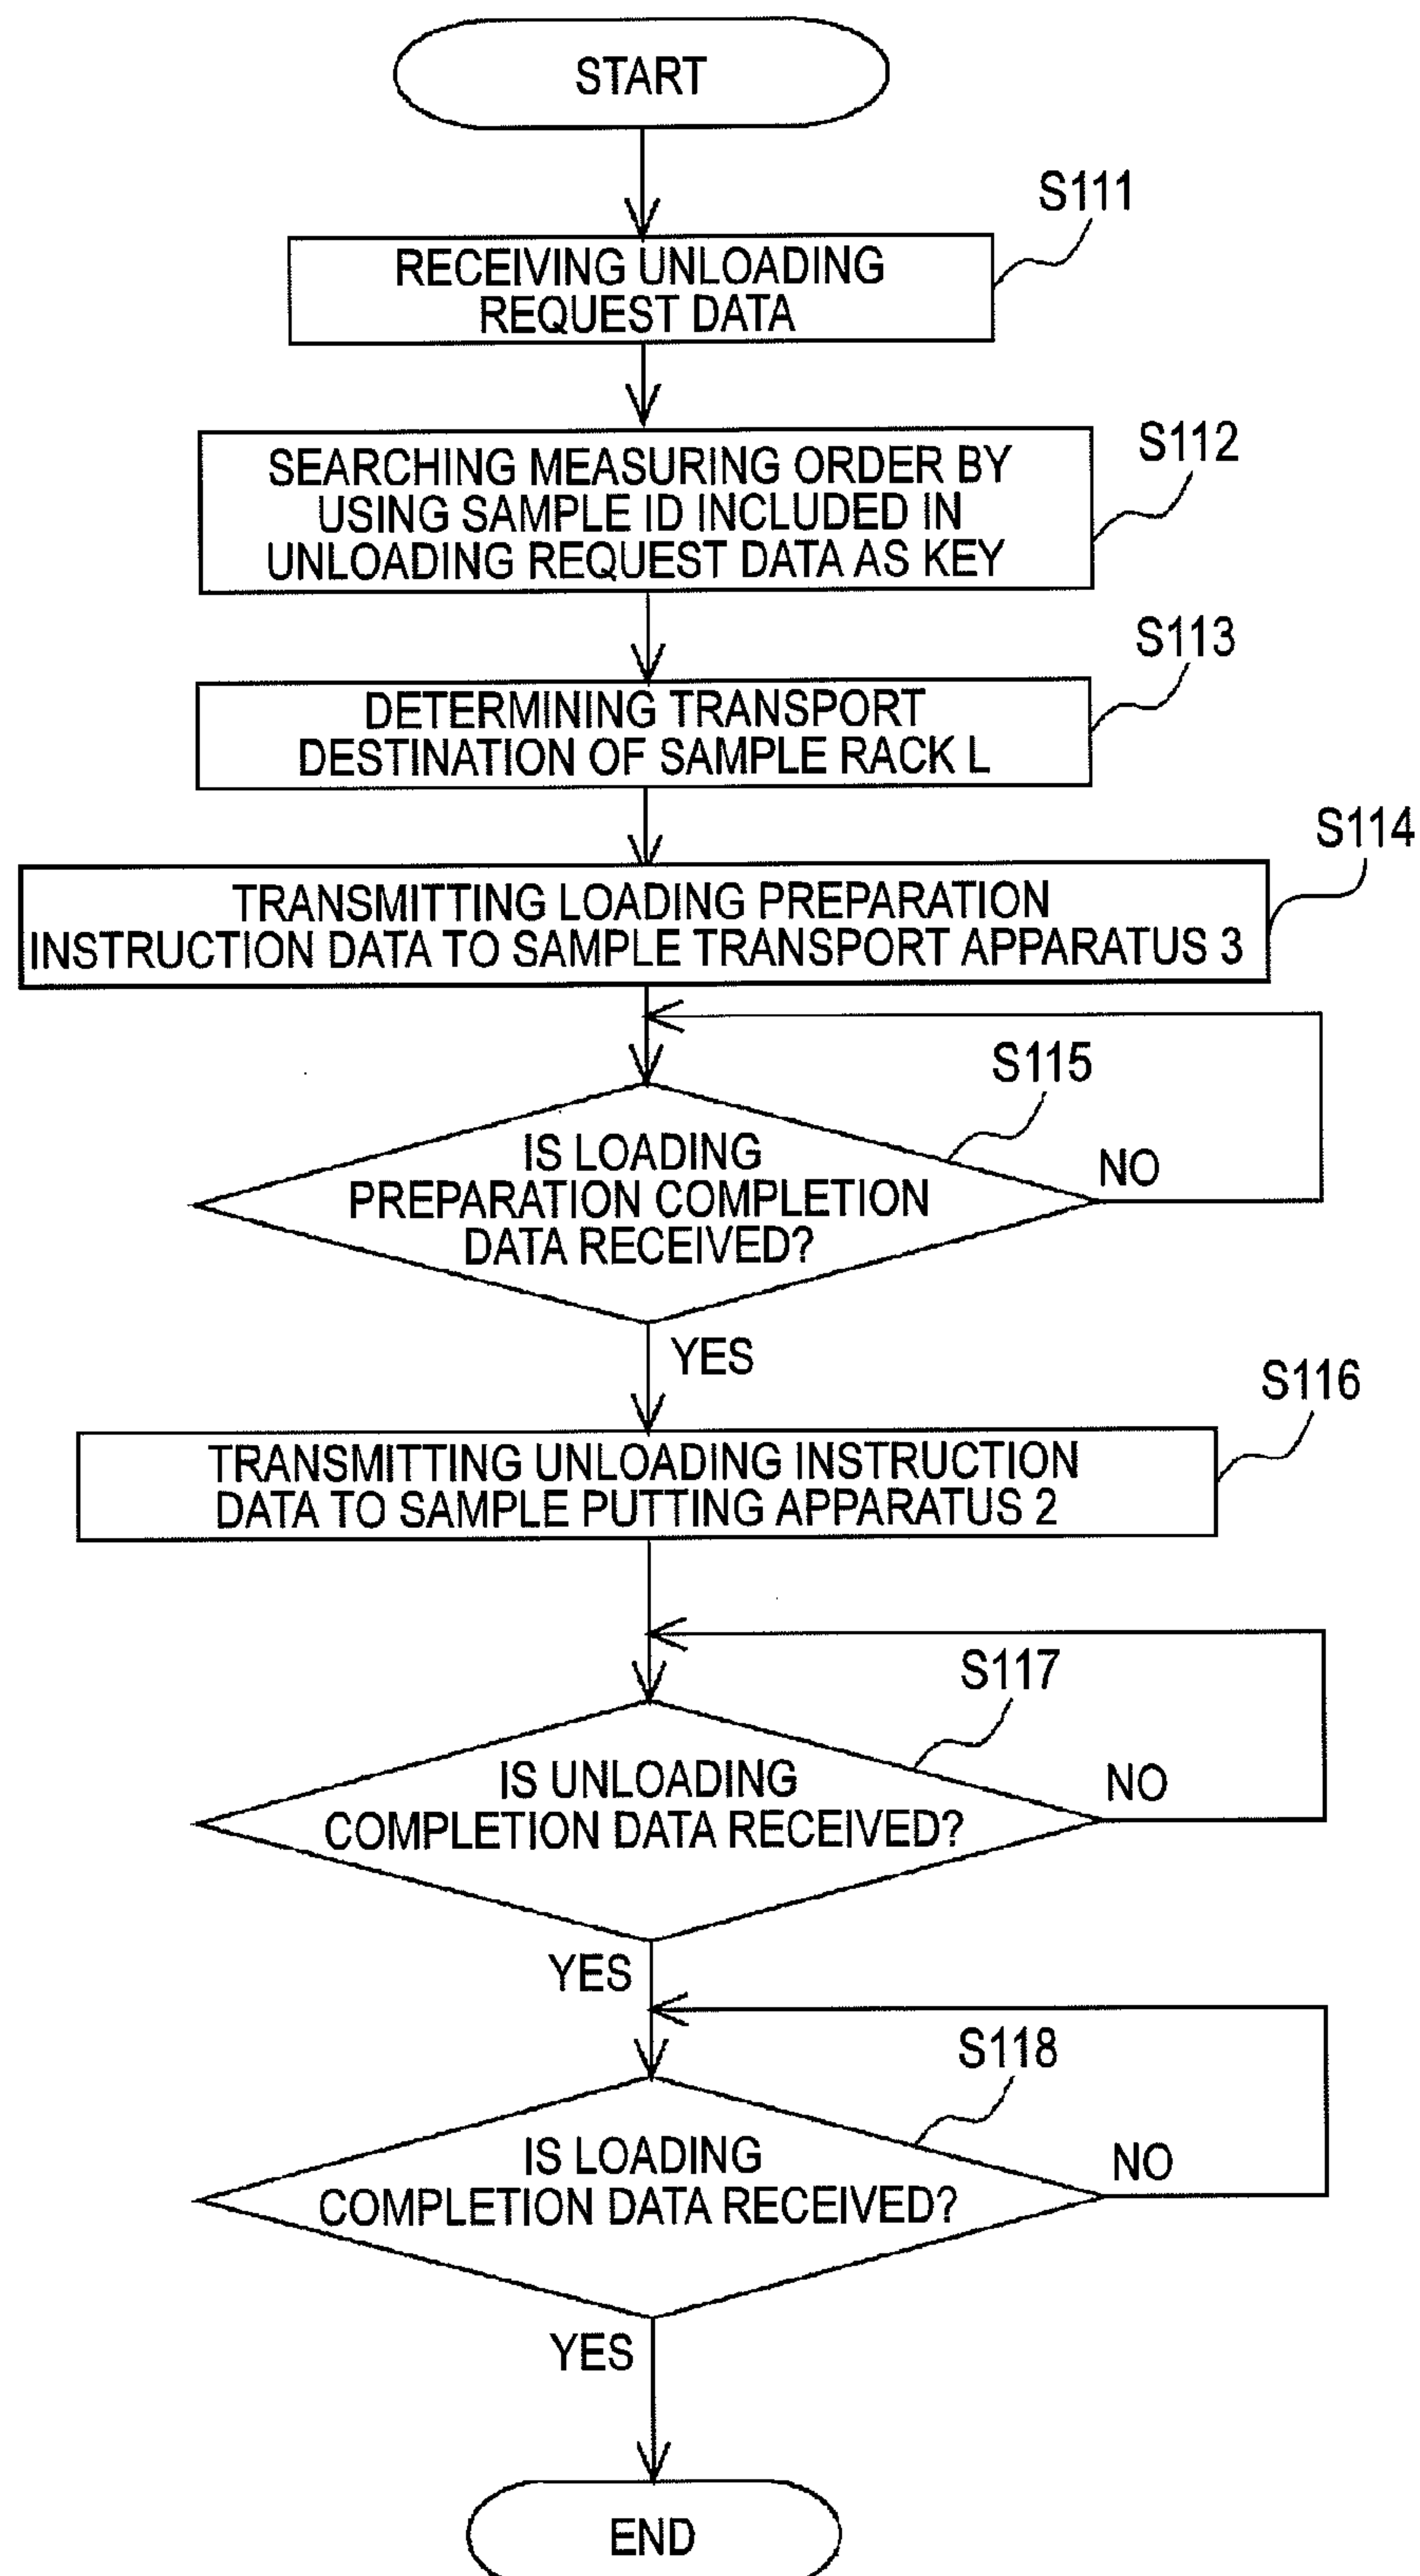 START
S111
RECEIVING UNLOADING
REQUEST DATA
S112
SEARCHING MEASURING ORDER BY
USING SAMPLE ID INCLUDED IN
UNLOADING REQUEST DATA AS KEY
S113
DETERMINING TRANSPORT
DESTINATION OF SAMPLE RACK L
S114
TRANSMITTING LOADING PREPARATION
INSTRUCTION DATA TO SAMPLE TRANSPORT APPARATUS 3
S115
IS LOADING
PREPARATION COMPLETION
DATA RECEIVED?
NO
YES
S116
TRANSMITTING UNLOADING INSTRUCTION
DATA TO SAMPLE PUTTING APPARATUS 2
S117
IS UNLOADING
COMPLETION DATA RECEIVED?
NO
YES
S118
IS LOADING
COMPLETION DATA RECEIVED?
NO
YES
END